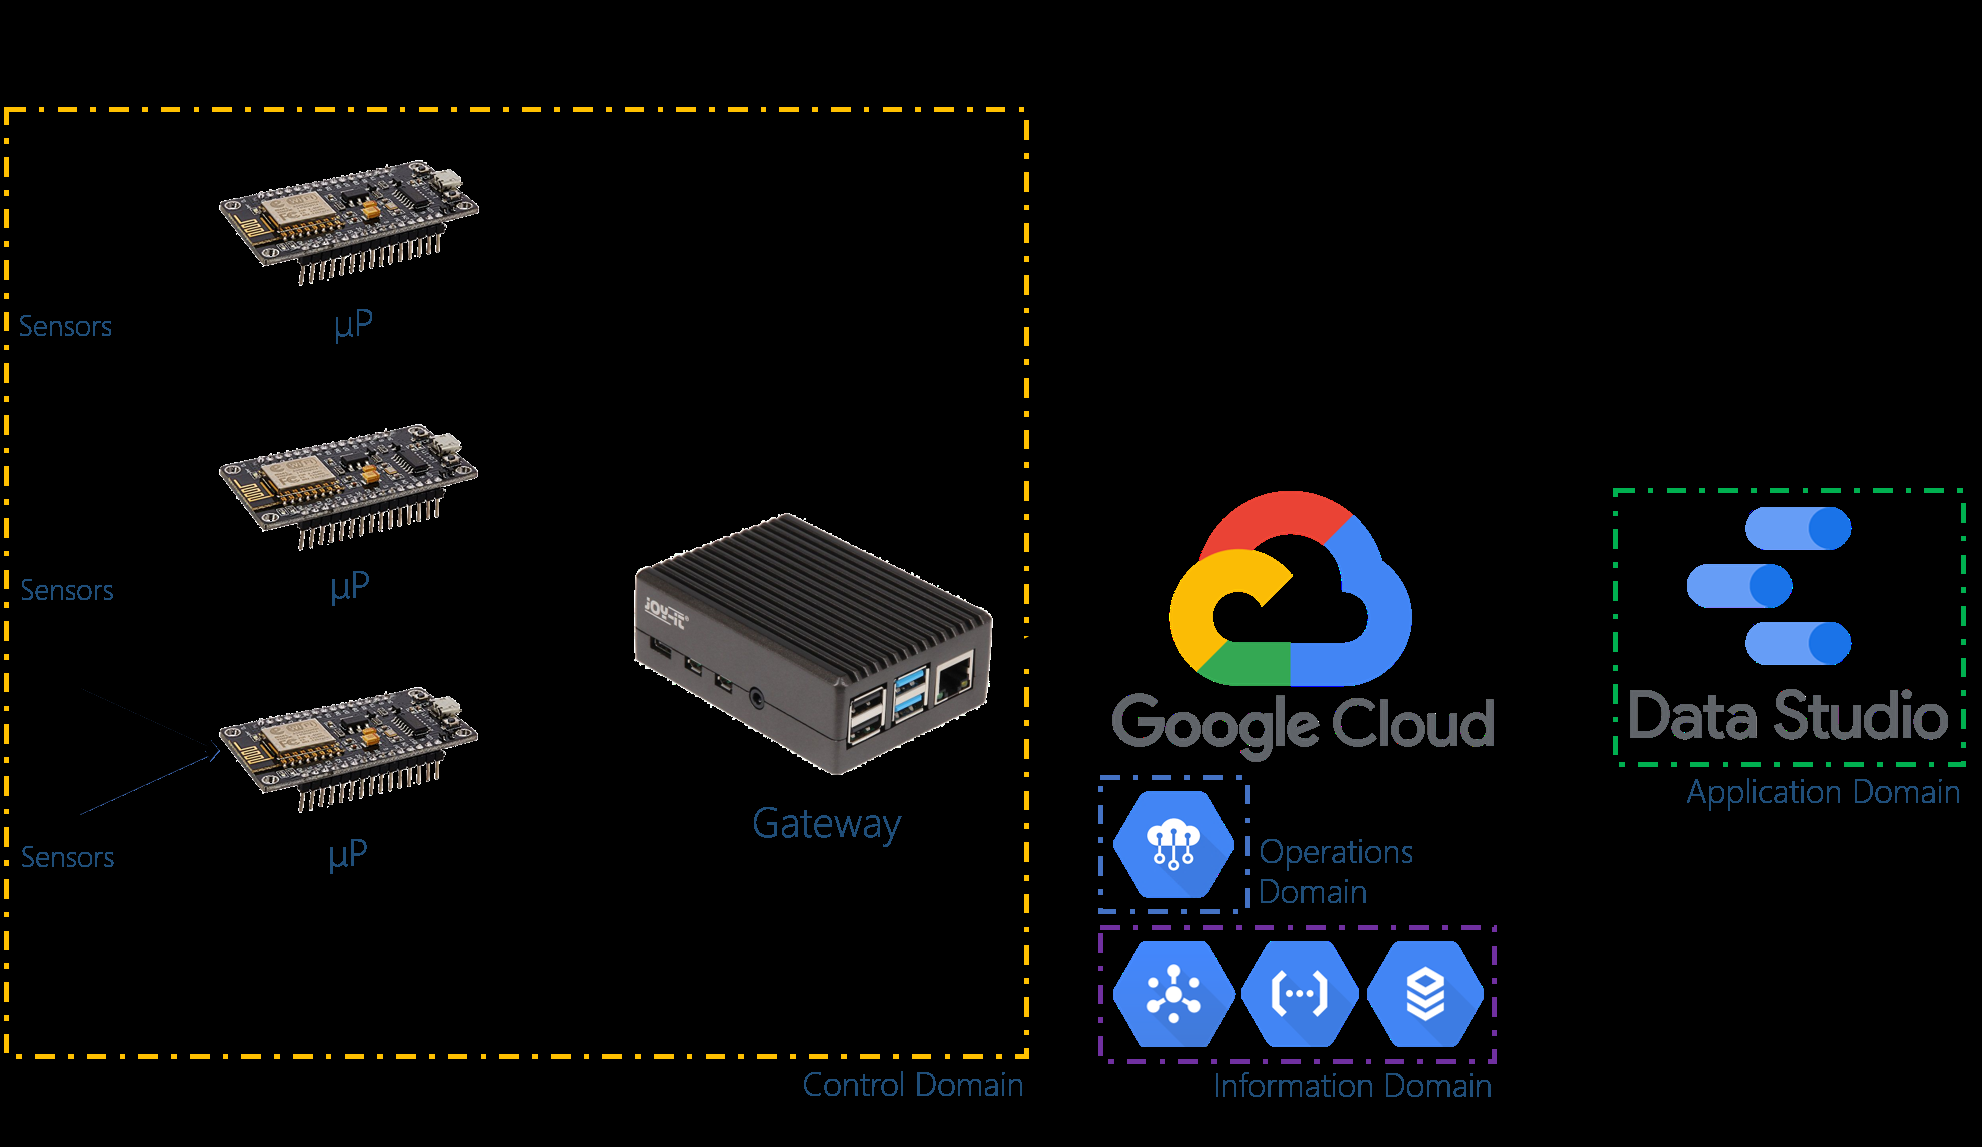 Sensors
µP
Sensors
µP
Sensors
µP
JOY-iT®
Gateway
Control Domain
Google Cloud
Operations
Domain
Information Domain
Data Studio
Application Domain